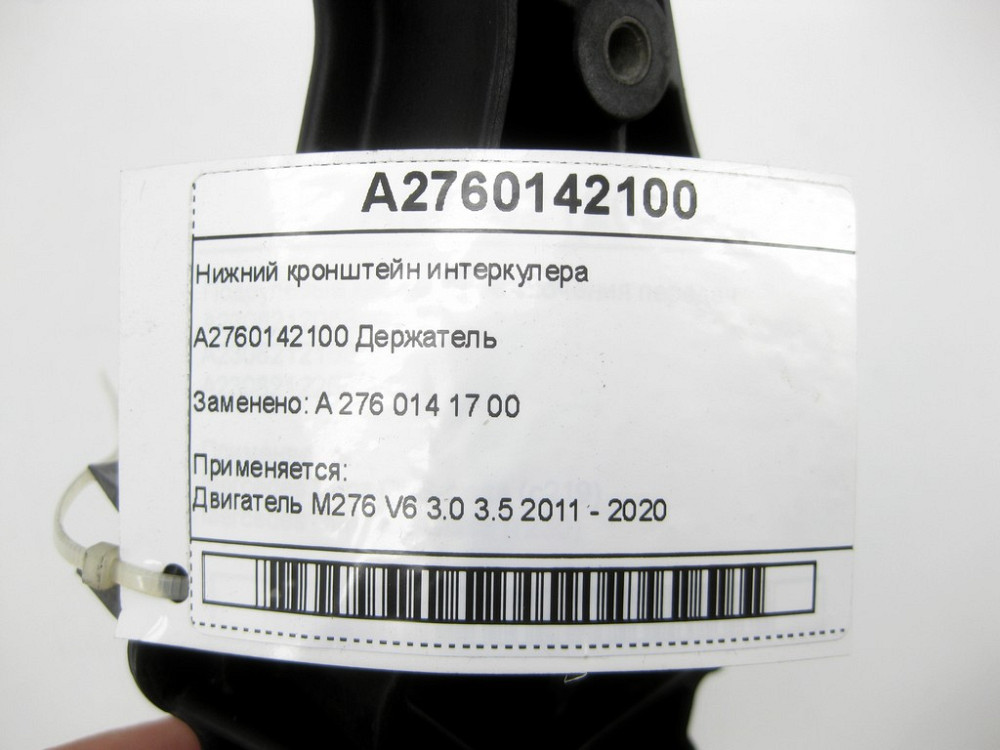 A2760142100
Нижний кронштейн интеркулера
A2760142100 Держатель
Заменено: A 276 014 17 00
Применяется:
Двигатель M276 V6 3.0 3.5 2011 - 2020